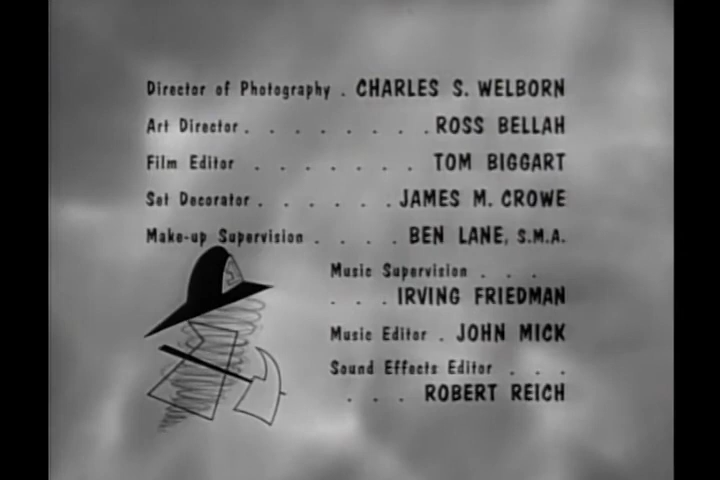 Director of Photography . CHARLES S. WELBORN
Art Director . . . . . . . . ROSS BELLAH
Film Editor . . . . . . . TOM BIGGART
Set Decorator . . . . . . JAMES M. CROWE
Make-up Supervision . . . . BEN LANE, S.M.A.
Music Supervision . . .
. . . IRVING FRIEDMAN
Music Editor . JOHN MICK
Sound Effects Editor . . .
. . . ROBERT REICH